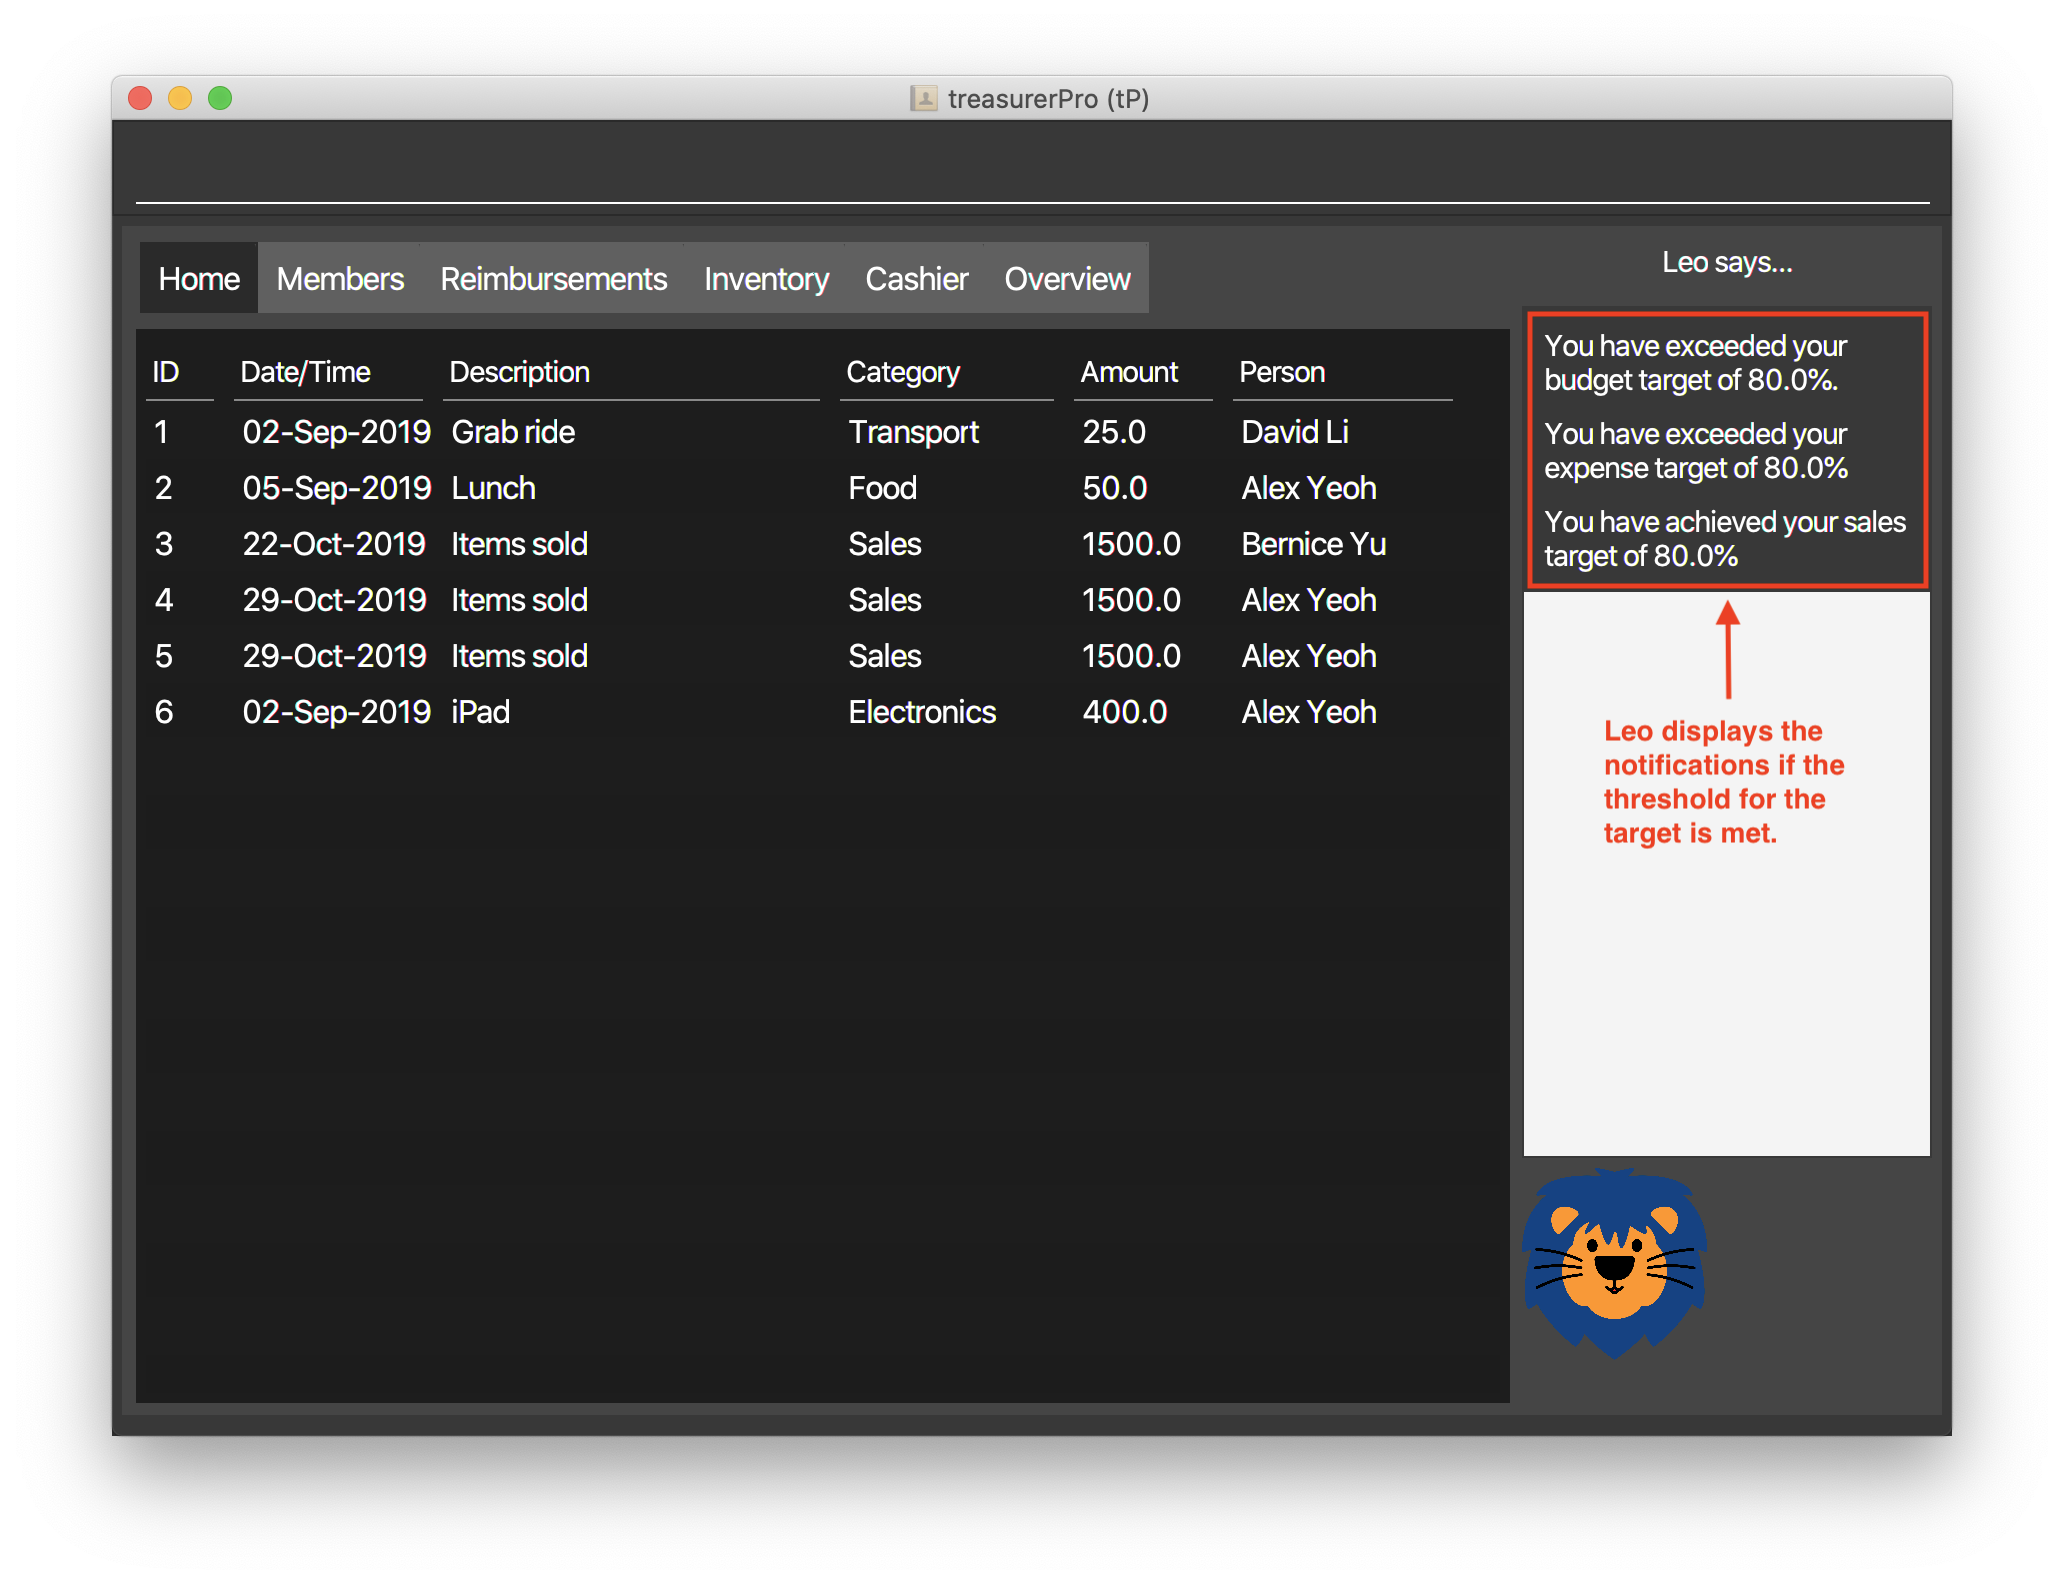 treasurerPro (tP)
Home Members Reimbursements Inventory Cashier Overview
Leo says...
ID Date/Time Description Category Amount Person
1 02-Sep-2019 Grab ride Transport 25.0 David Li
2 05-Sep-2019 Lunch Food 50.0 Alex Yeoh
3 22-Oct-2019 Items sold Sales 1500.0 Bernice Yu
4 29-Oct-2019 Items sold Sales 1500.0 Alex Yeoh
5 29-Oct-2019 Items sold Sales 1500.0 Alex Yeoh
6 02-Sep-2019 iPad Electronics 400.0 Alex Yeoh
You have exceeded your
budget target of 80.0%.
You have exceeded your
expense target of 80.0%
You have achieved your sales
target of 80.0%
Leo displays the
notifications if the
threshold for the
target is met.